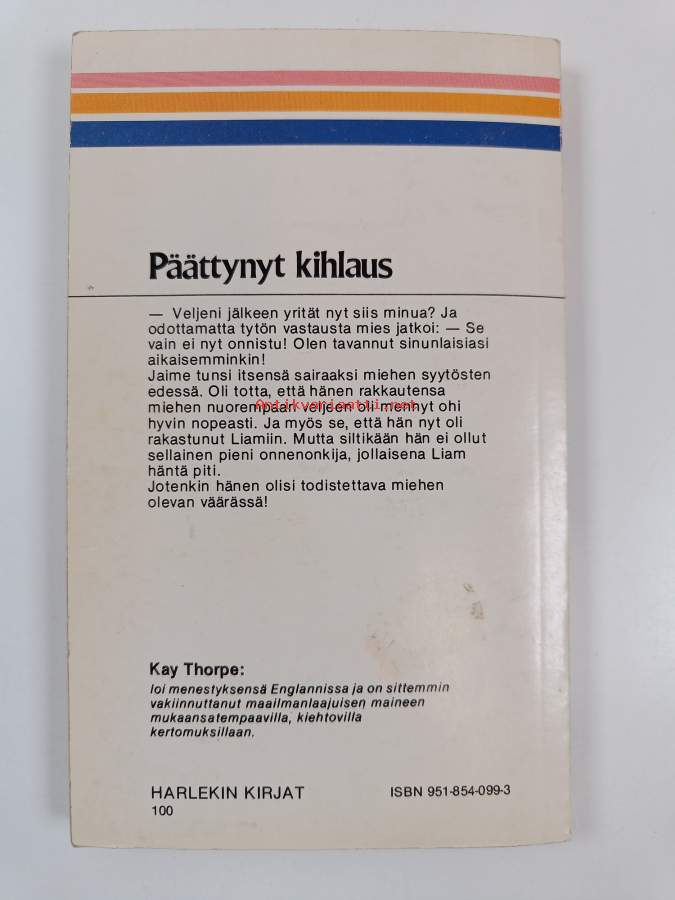 Päättynyt kihlaus
— Veljeni jälkeen yrität nyt siis minua? Ja
odottamatta tytön vastausta mies jatkoi: — Se
vain ei nyt onnistu! Olen tavannut sinunlaisiasi
aikaisemminkin!
Jaime tunsi itsensä sairaaksi miehen syytösten
edessä. Oli totta, että hänen rakkautensa
miehen nuorempaan veljeen oli mennyt ohi
Antikvariaatti.net
hyvin nopeasti. Ja myös se, että hän nyt oli
rakastunut Liamiin. Mutta siltikään hän ei ollut
sellainen pieni onnenonkija, jollaisena Liam
häntä piti.
Jotenkin hänen olisi todistettava miehen
olevan väärässä!
Kay Thorpe:
loi menestyksensä Englannissa ja on sittemmin
vakiinnuttanut maailmanlaajuisen maineen
mukaansatempaavilla, kiehtovilla
kertomuksillaan.
HARLEKIN KIRJAT
100
ISBN 951-854-099-3